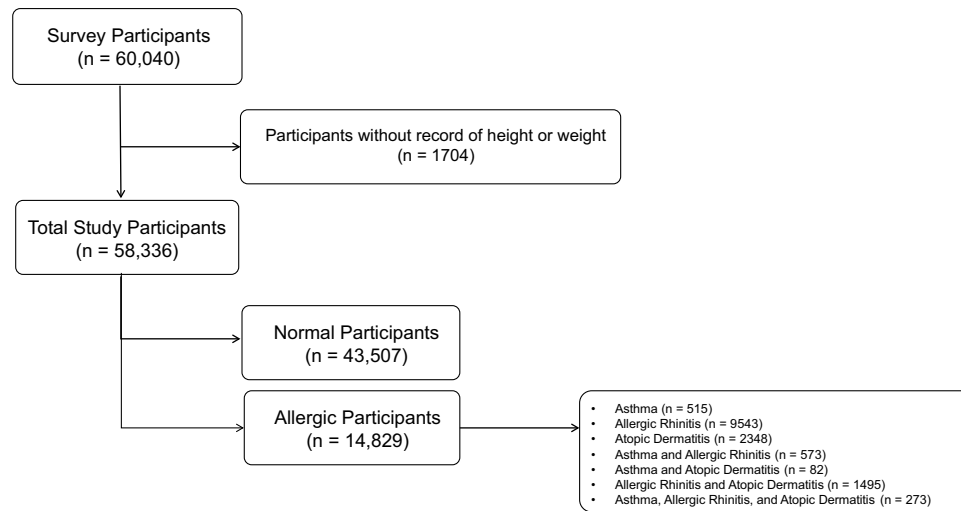 Survey Participants
(n = 60,040)
Participants without record of height or weight
(n = 1704)
Total Study Participants
(n = 58,336)
Normal Participants
(n = 43,507)
Allergic Participants
(n = 14,829)
• Asthma (n = 515)
• Allergic Rhinitis (n = 9543)
• Atopic Dermatitis (n = 2348)
• Asthma and Allergic Rhinitis (n = 573)
• Asthma and Atopic Dermatitis (n = 82)
• Allergic Rhinitis and Atopic Dermatitis (n = 1495)
• Asthma, Allergic Rhinitis, and Atopic Dermatitis (n = 273)